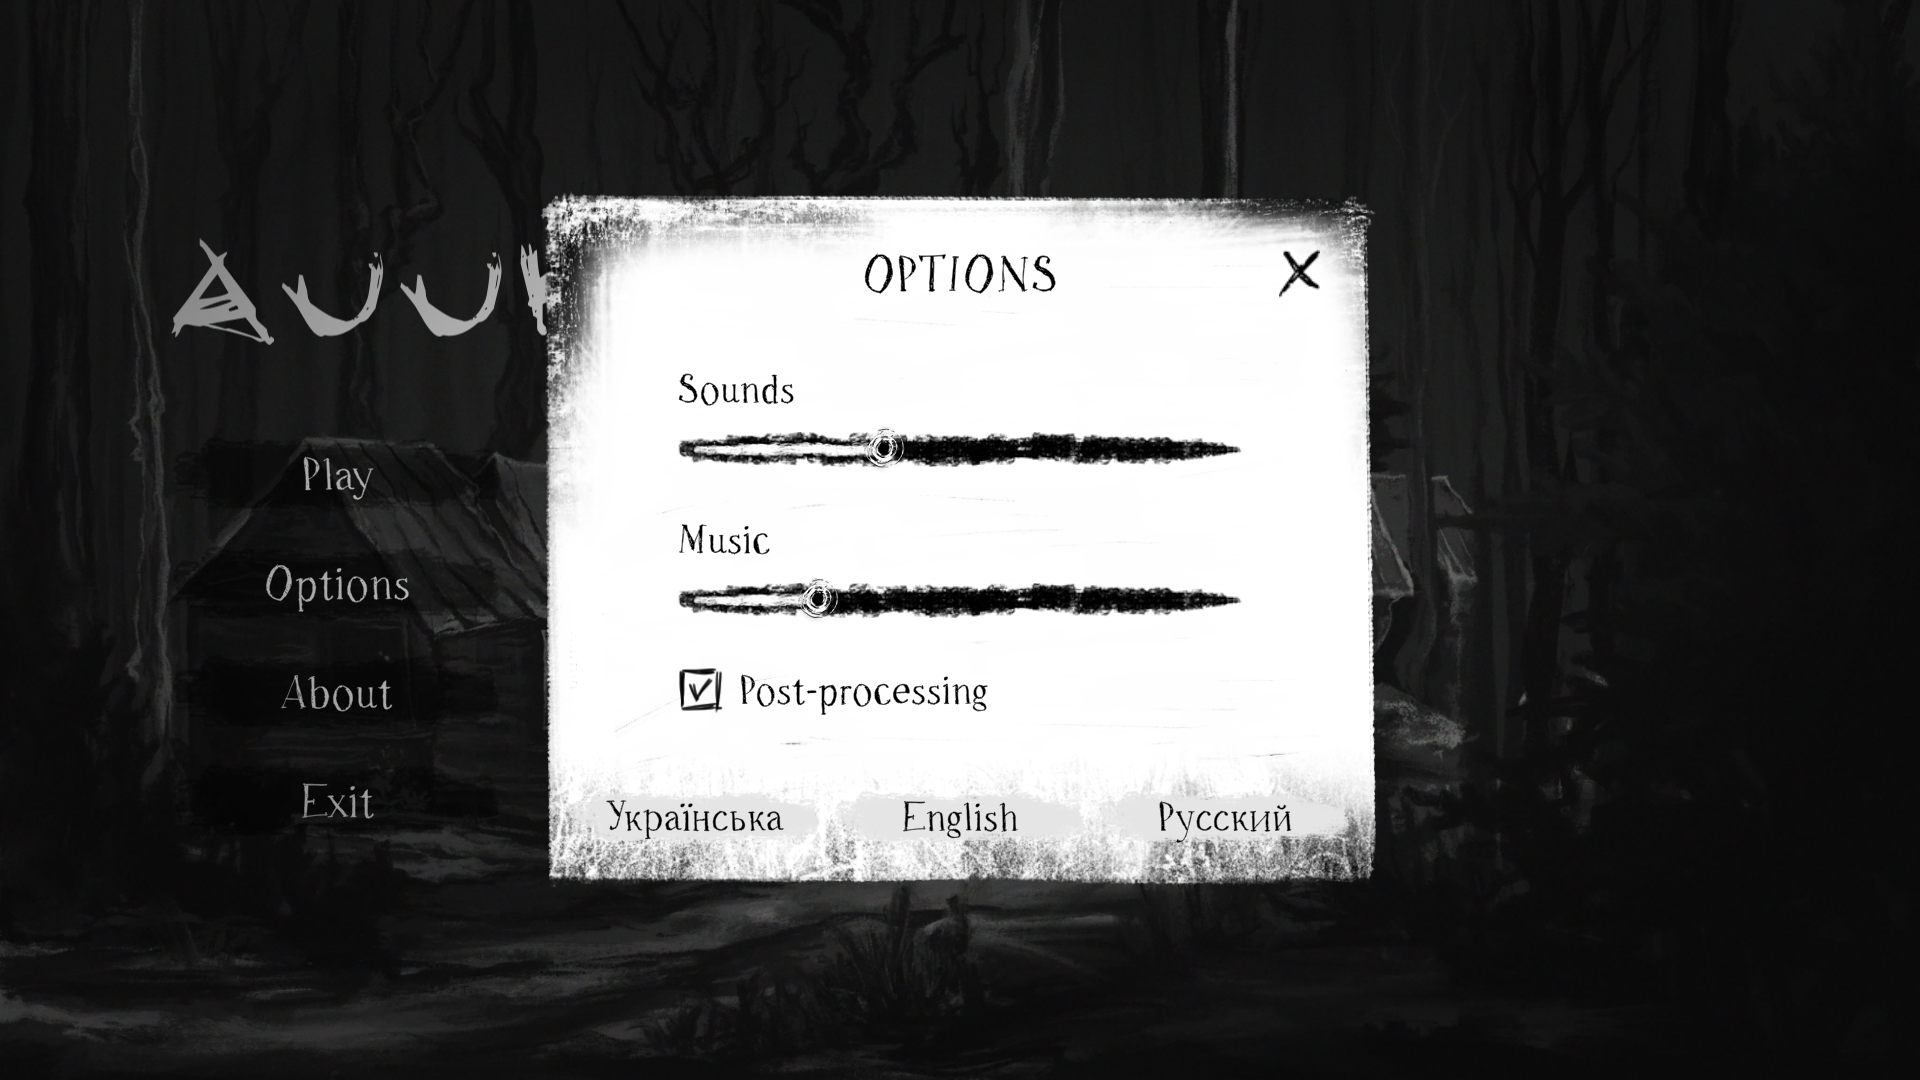 OPTIONS
X
Sounds
Music
Post-processing
Українська
English
Русский
Play
Options
About
Exit